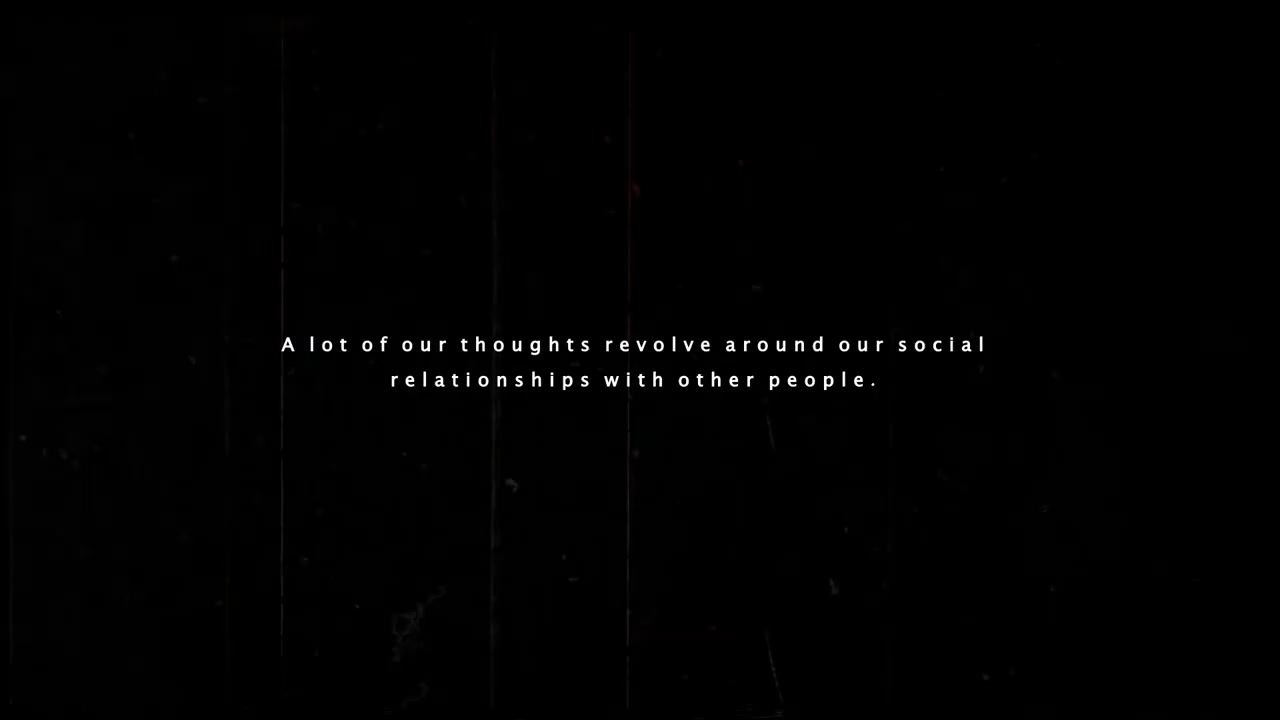 A lot of our thoughts revolve around our social
relationships with other people.